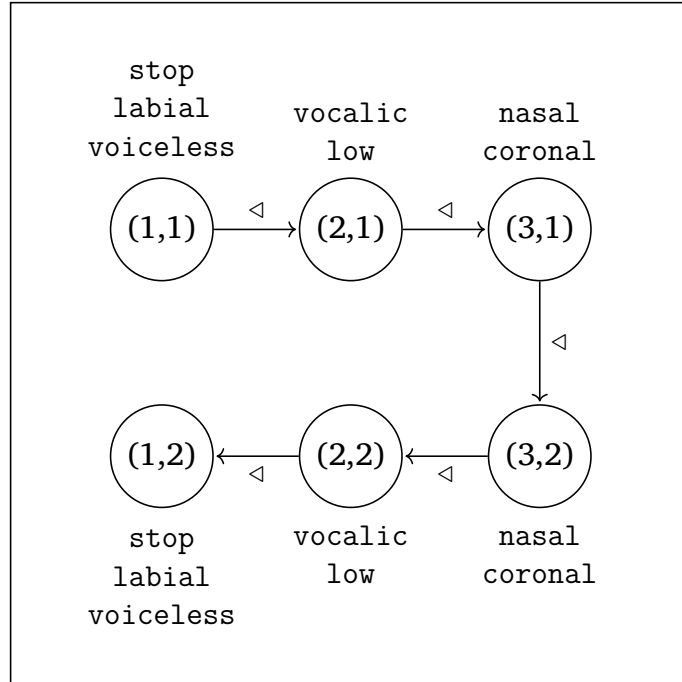 stop
labial
voiceless
vocalic
low
nasal
coronal
(1,1) ◁ (2,1) ◁ (3,1)
◁
(1,2) ◁ (2,2) ◁ (3,2)
stop
labial
voiceless
vocalic
low
nasal
coronal